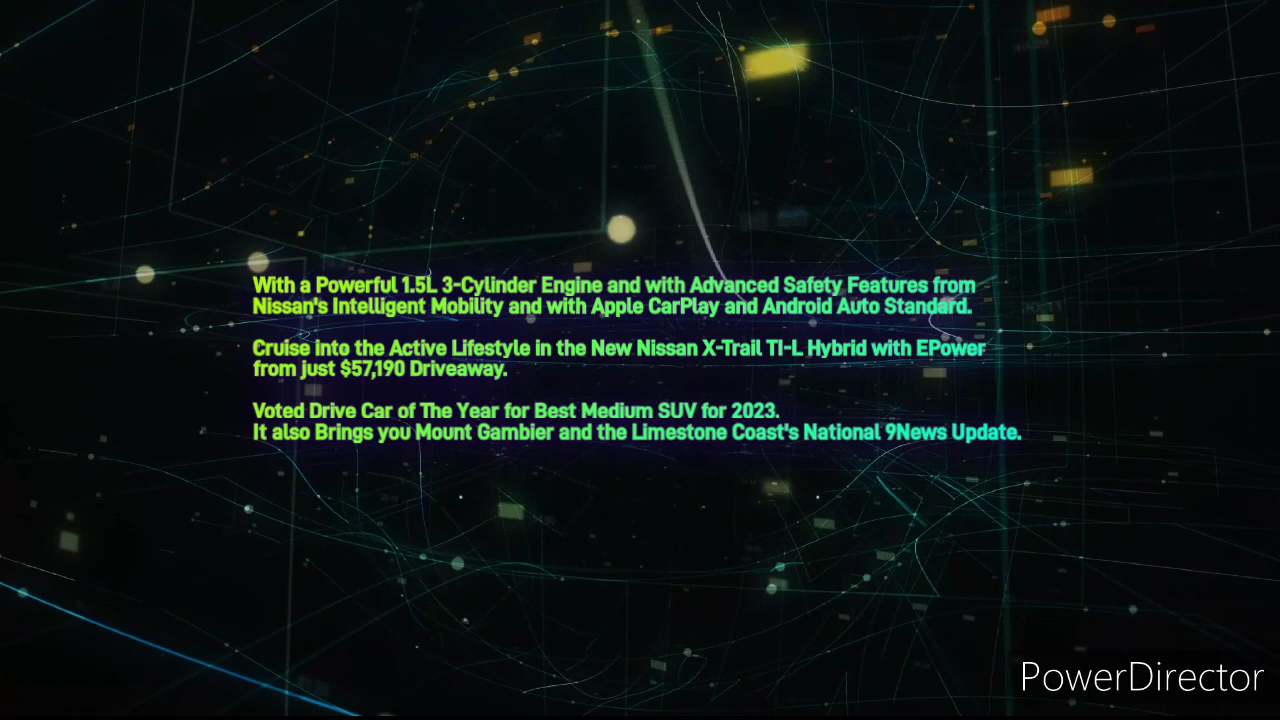 With a Powerful 1.5L 3-Cylinder Engine and with Advanced Safety Features from
Nissan's Intelligent Mobility and with Apple CarPlay and Android Auto Standard.
Cruise into the Active Lifestyle in the New Nissan X-Trail TI-L Hybrid with EPower
from just $57,190 Driveaway.
Voted Drive Car of The Year for Best Medium SUV for 2023.
It also Brings you Mount Gambier and the Limestone Coast's National 9News Update.
PowerDirector